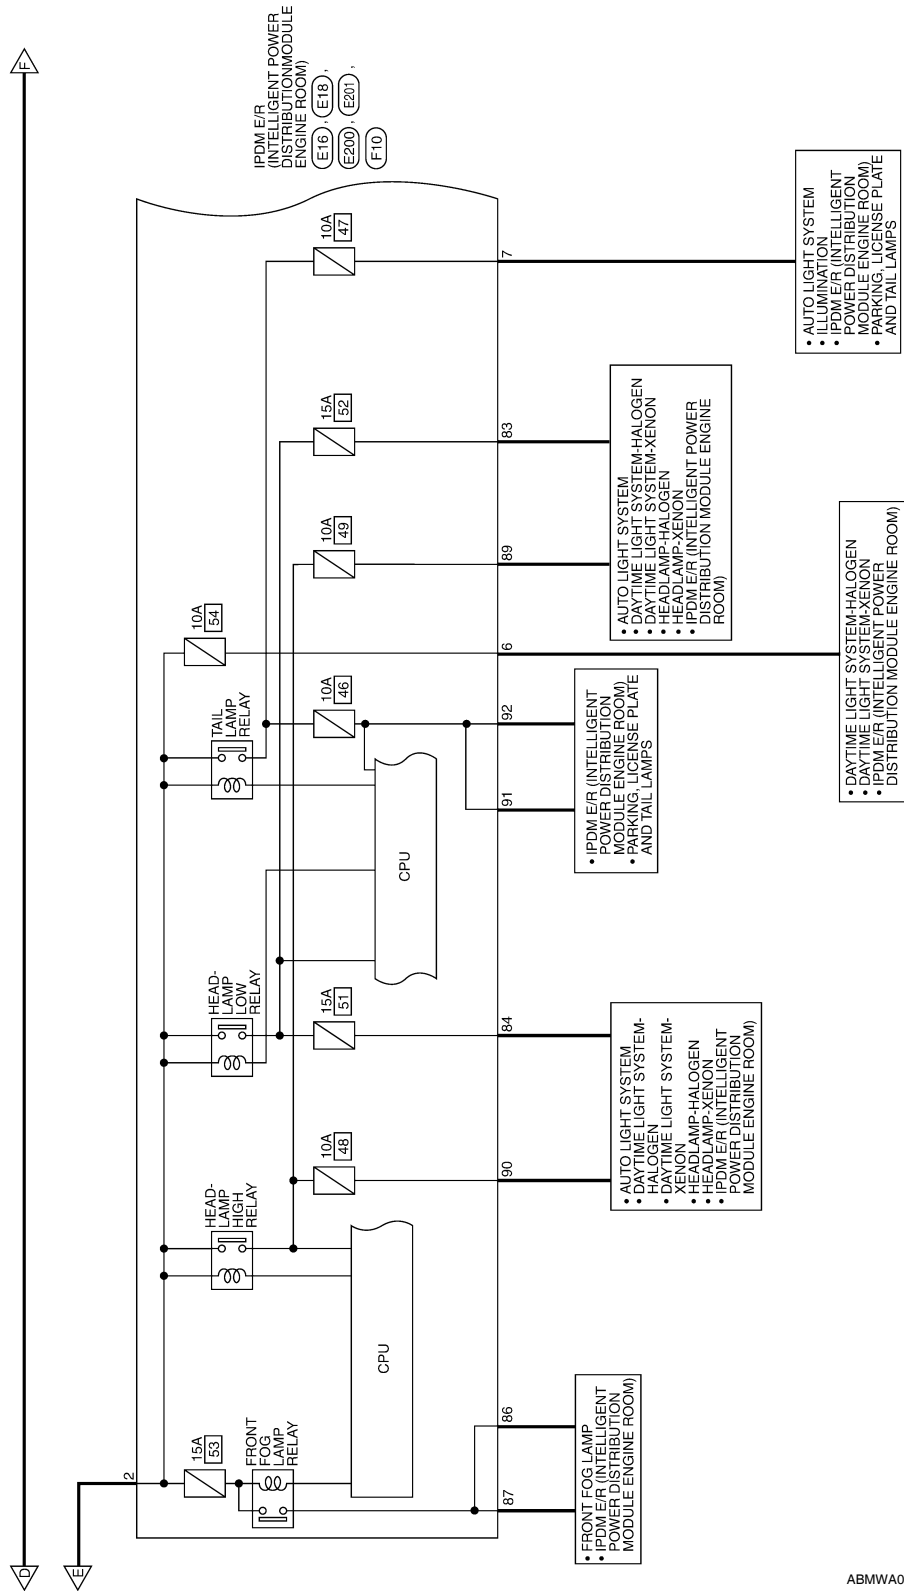 D
E
F
IPDM E/R
(INTELLIGENT POWER
DISTRIBUTIONMODULE
ENGINE ROOM)
E16 , E18 ,
E200 , E201 ,
F10
2
15A
53
FRONT
FOG
LAMP
RELAY
HEAD-
LAMP
HIGH
RELAY
HEAD-
LAMP
LOW
RELAY
TAIL
LAMP
RELAY
10A
54
10A
48
15A
51
10A
46
10A
49
15A
52
10A
47
CPU
CPU
87
86
90
84
91
92
6
89
83
7
• FRONT FOG LAMP
• IPDM E/R (INTELLIGENT
POWER DISTRIBUTION
MODULE ENGINE ROOM)
• AUTO LIGHT SYSTEM
• DAYTIME LIGHT SYSTEM-
HALOGEN
• DAYTIME LIGHT SYSTEM-
XENON
• HEADLAMP-HALOGEN
• HEADLAMP-XENON
• IPDM E/R (INTELLIGENT
POWER DISTRIBUTION
MODULE ENGINE ROOM)
• IPDM E/R (INTELLIGENT
POWER DISTRIBUTION
MODULE ENGINE ROOM)
• PARKING, LICENSE PLATE
AND TAIL LAMPS
• DAYTIME LIGHT SYSTEM-HALOGEN
• DAYTIME LIGHT SYSTEM-XENON
• IPDM E/R (INTELLIGENT POWER
DISTRIBUTION MODULE ENGINE ROOM)
• AUTO LIGHT SYSTEM
• DAYTIME LIGHT SYSTEM-HALOGEN
• DAYTIME LIGHT SYSTEM-XENON
• HEADLAMP-HALOGEN
• HEADLAMP-XENON
• IPDM E/R (INTELLIGENT POWER
DISTRIBUTION MODULE ENGINE
ROOM)
• AUTO LIGHT SYSTEM
• ILLUMINATION
• IPDM E/R (INTELLIGENT
POWER DISTRIBUTION
MODULE ENGINE ROOM)
• PARKING, LICENSE PLATE
AND TAIL LAMPS
ABMWA0